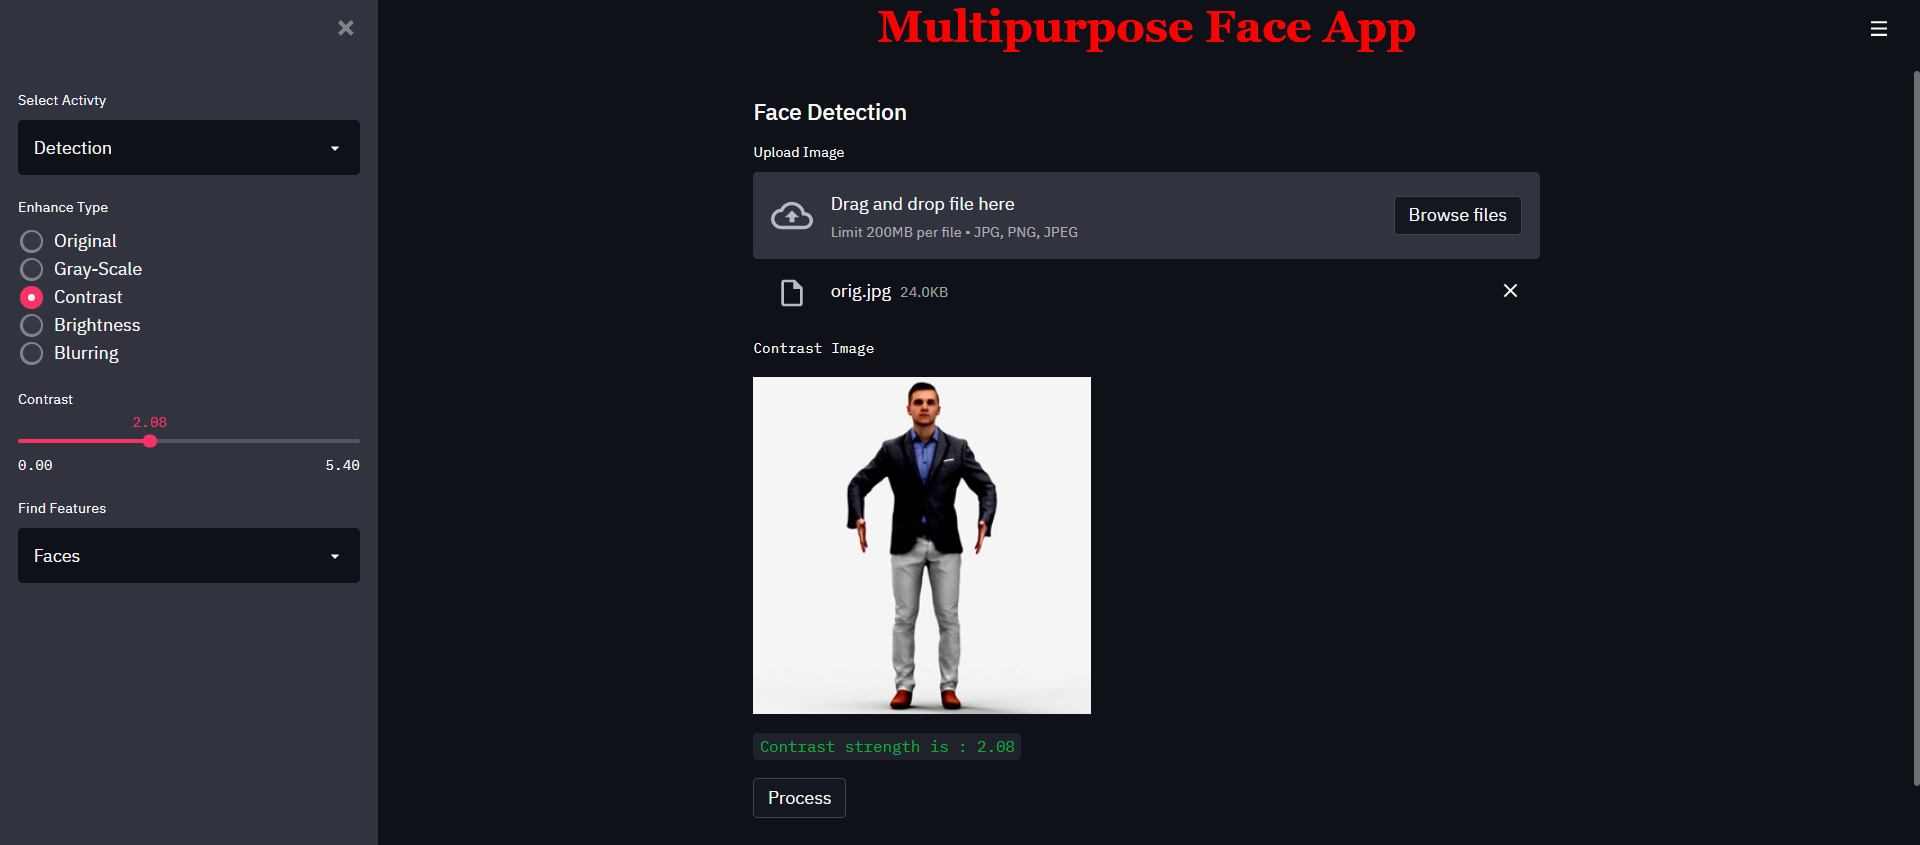 Multipurpose Face App
Select Activty
Detection
Enhance Type
Original
Gray-Scale
Contrast
Brightness
Blurring
Contrast
2.08
0.00 5.40
Find Features
Faces
Face Detection
Upload Image
Drag and drop file here
Limit 200MB per file • JPG, PNG, JPEG
Browse files
orig.jpg 24.0KB
Contrast Image
Contrast strength is : 2.08
Process